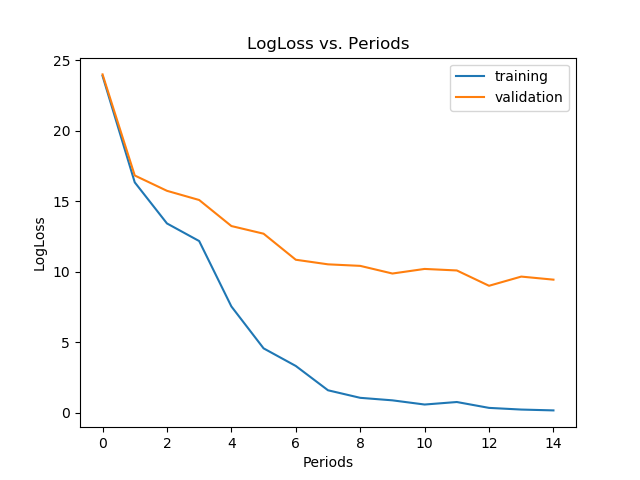 LogLoss vs. Periods
training
validation
25
20
15
10
5
0
LogLoss
0 2 4 6 8 10 12 14
Periods